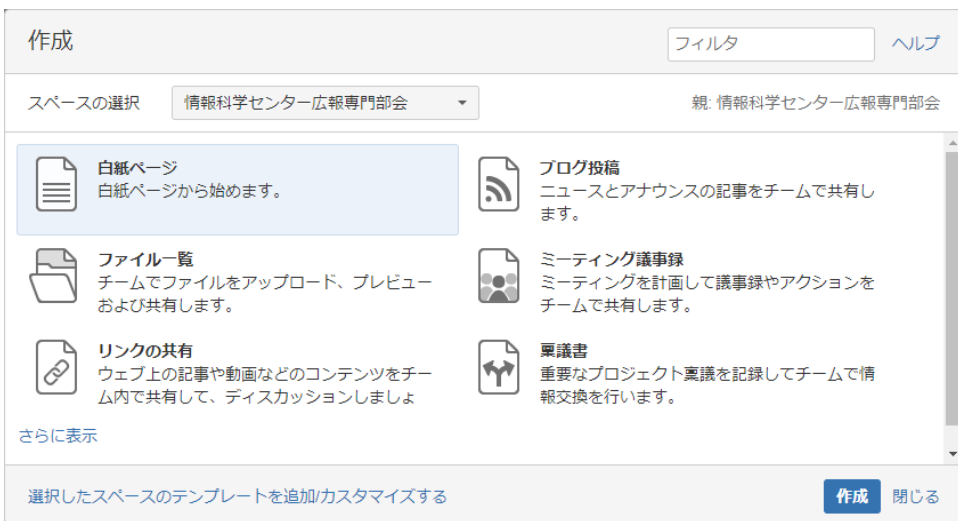 作成
フィルタ
ヘルプ
スペースの選択
情報科学センター広報専門部会
親: 情報科学センター広報専門部会
白紙ページ
白紙ページから始めます。
ブログ投稿
ニュースとアナウンスの記事をチームで共有し
ます。
ファイル一覧
チームでファイルをアップロード、プレビュー
および共有します。
ミーティング議事録
ミーティングを計画して議事録やアクションを
チームで共有します。
リンクの共有
ウェブ上の記事や動画などのコンテンツをチー
ム内で共有して、ディスカッションしましょ
稟議書
重要なプロジェクト稟議を記録してチームで情
報交換を行います。
さらに表示
選択したスペースのテンプレートを追加/カスタマイズする
作成
閉じる